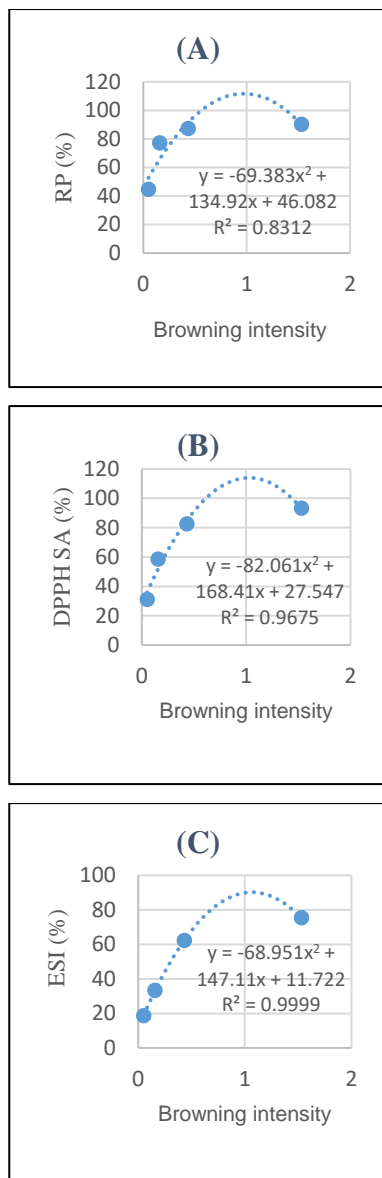 (A)
120
100
80
60
40
20
0
RP (%)
y = -69.383x² +
134.92x + 46.082
R² = 0.8312
0 1 2
Browning intensity
(B)
120
100
80
60
40
20
0
DPPH SA (%)
y = -82.061x² +
168.41x + 27.547
R² = 0.9675
0 1 2
Browning intensity
(C)
100
80
60
40
20
0
ESI (%)
y = -68.951x² +
147.11x + 11.722
R² = 0.9999
0 1 2
Browning intensity